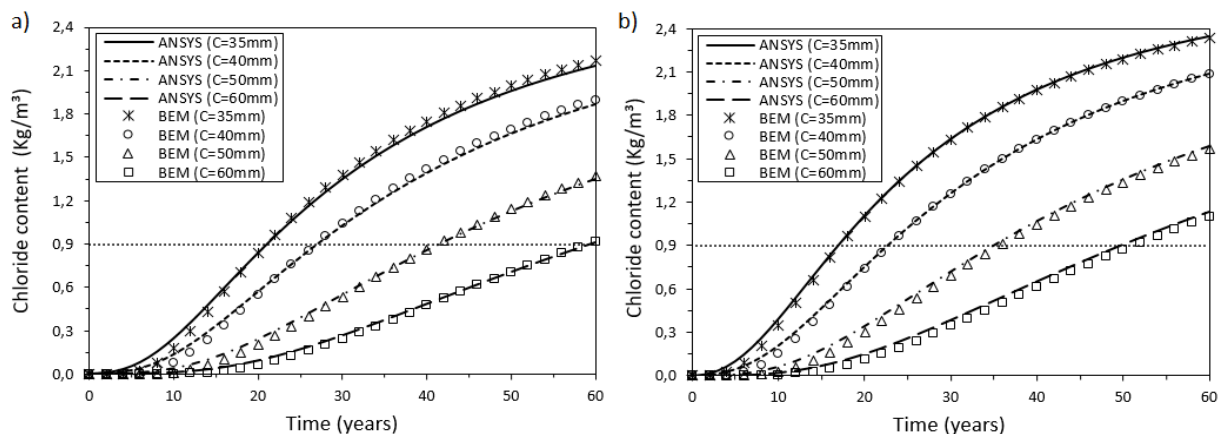 a)
Chloride content (Kg/m³)
2,4
2,1
1,8
1,5
1,2
0,9
0,6
0,3
0,0
ANSYS (C=35mm)
ANSYS (C=40mm)
ANSYS (C=50mm)
ANSYS (C=60mm)
BEM (C=35mm)
BEM (C=40mm)
BEM (C=50mm)
BEM (C=60mm)
0 10 20 30 40 50 60
Time (years)
b)
Chloride content (Kg/m³)
2,4
2,1
1,8
1,5
1,2
0,9
0,6
0,3
0,0
ANSYS (C=35mm)
ANSYS (C=40mm)
ANSYS (C=50mm)
ANSYS (C=60mm)
BEM (C=35mm)
BEM (C=40mm)
BEM (C=50mm)
BEM (C=60mm)
0 10 20 30 40 50 60
Time (years)